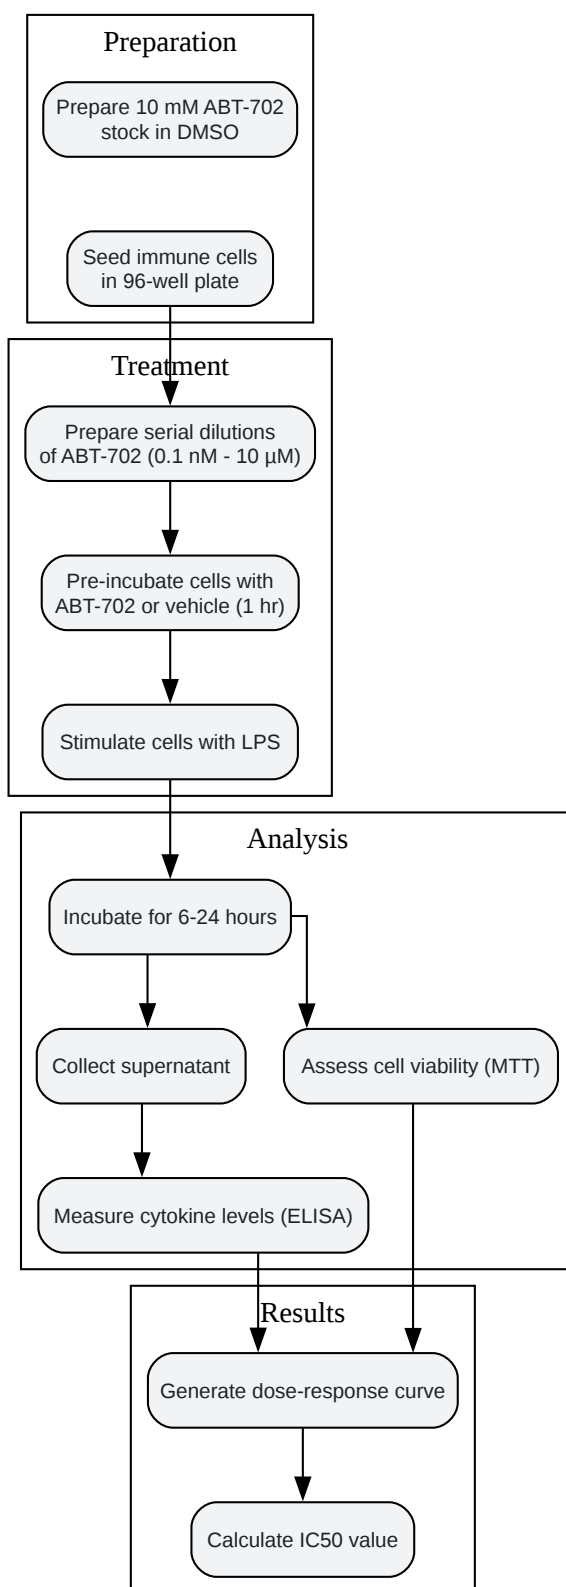 Preparation
Prepare 10 mM ABT-702
stock in DMSO
Seed immune cells
in 96-well plate
Treatment
Prepare serial dilutions
of ABT-702 (0.1 nM - 10 µM)
Pre-incubate cells with
ABT-702 or vehicle (1 hr)
Stimulate cells with LPS
Analysis
Incubate for 6-24 hours
Collect supernatant
Assess cell viability (MTT)
Measure cytokine levels (ELISA)
Results
Generate dose-response curve
Calculate IC50 value